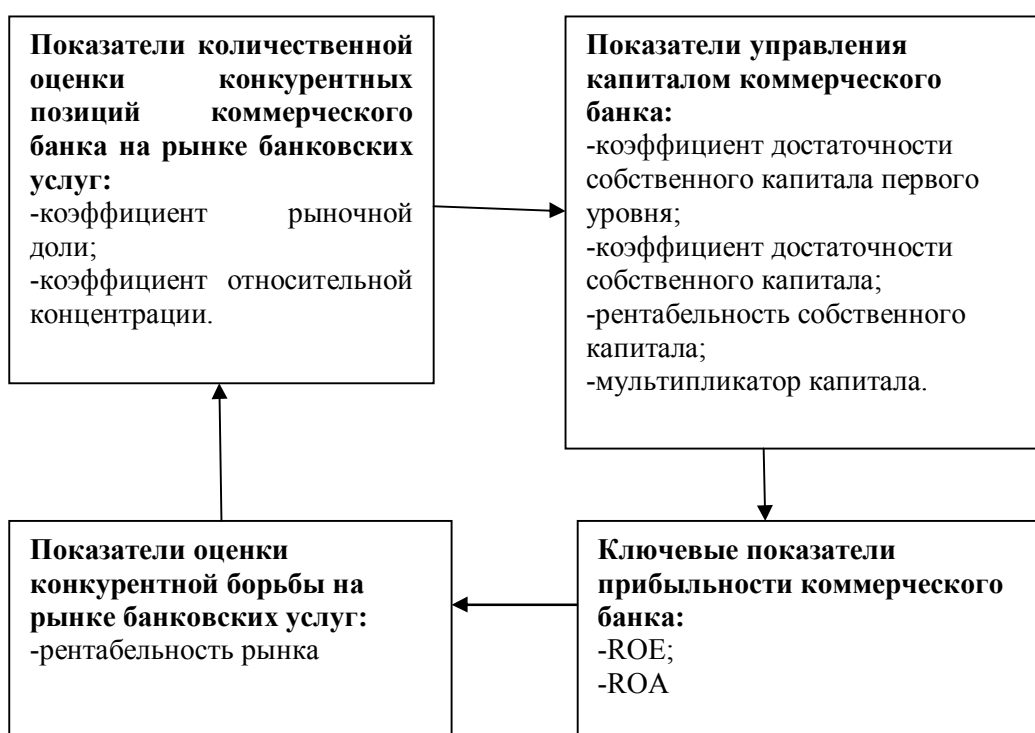 Показатели количественной
оценки конкурентных
позиций коммерческого
банка на рынке банковских
услуг:
-коэффициент рыночной
доли;
-коэффициент относительной
концентрации.
Показатели управления
капиталом коммерческого
банка:
-коэффициент достаточности
собственного капитала первого
уровня;
-коэффициент достаточности
собственного капитала;
-рентабельность собственного
капитала;
-мультипликатор капитала.
Показатели оценки
конкурентной борьбы на
рынке банковских услуг:
-рентабельность рынка
Ключевые показатели
прибыльности коммерческого
банка:
-ROE;
-ROA